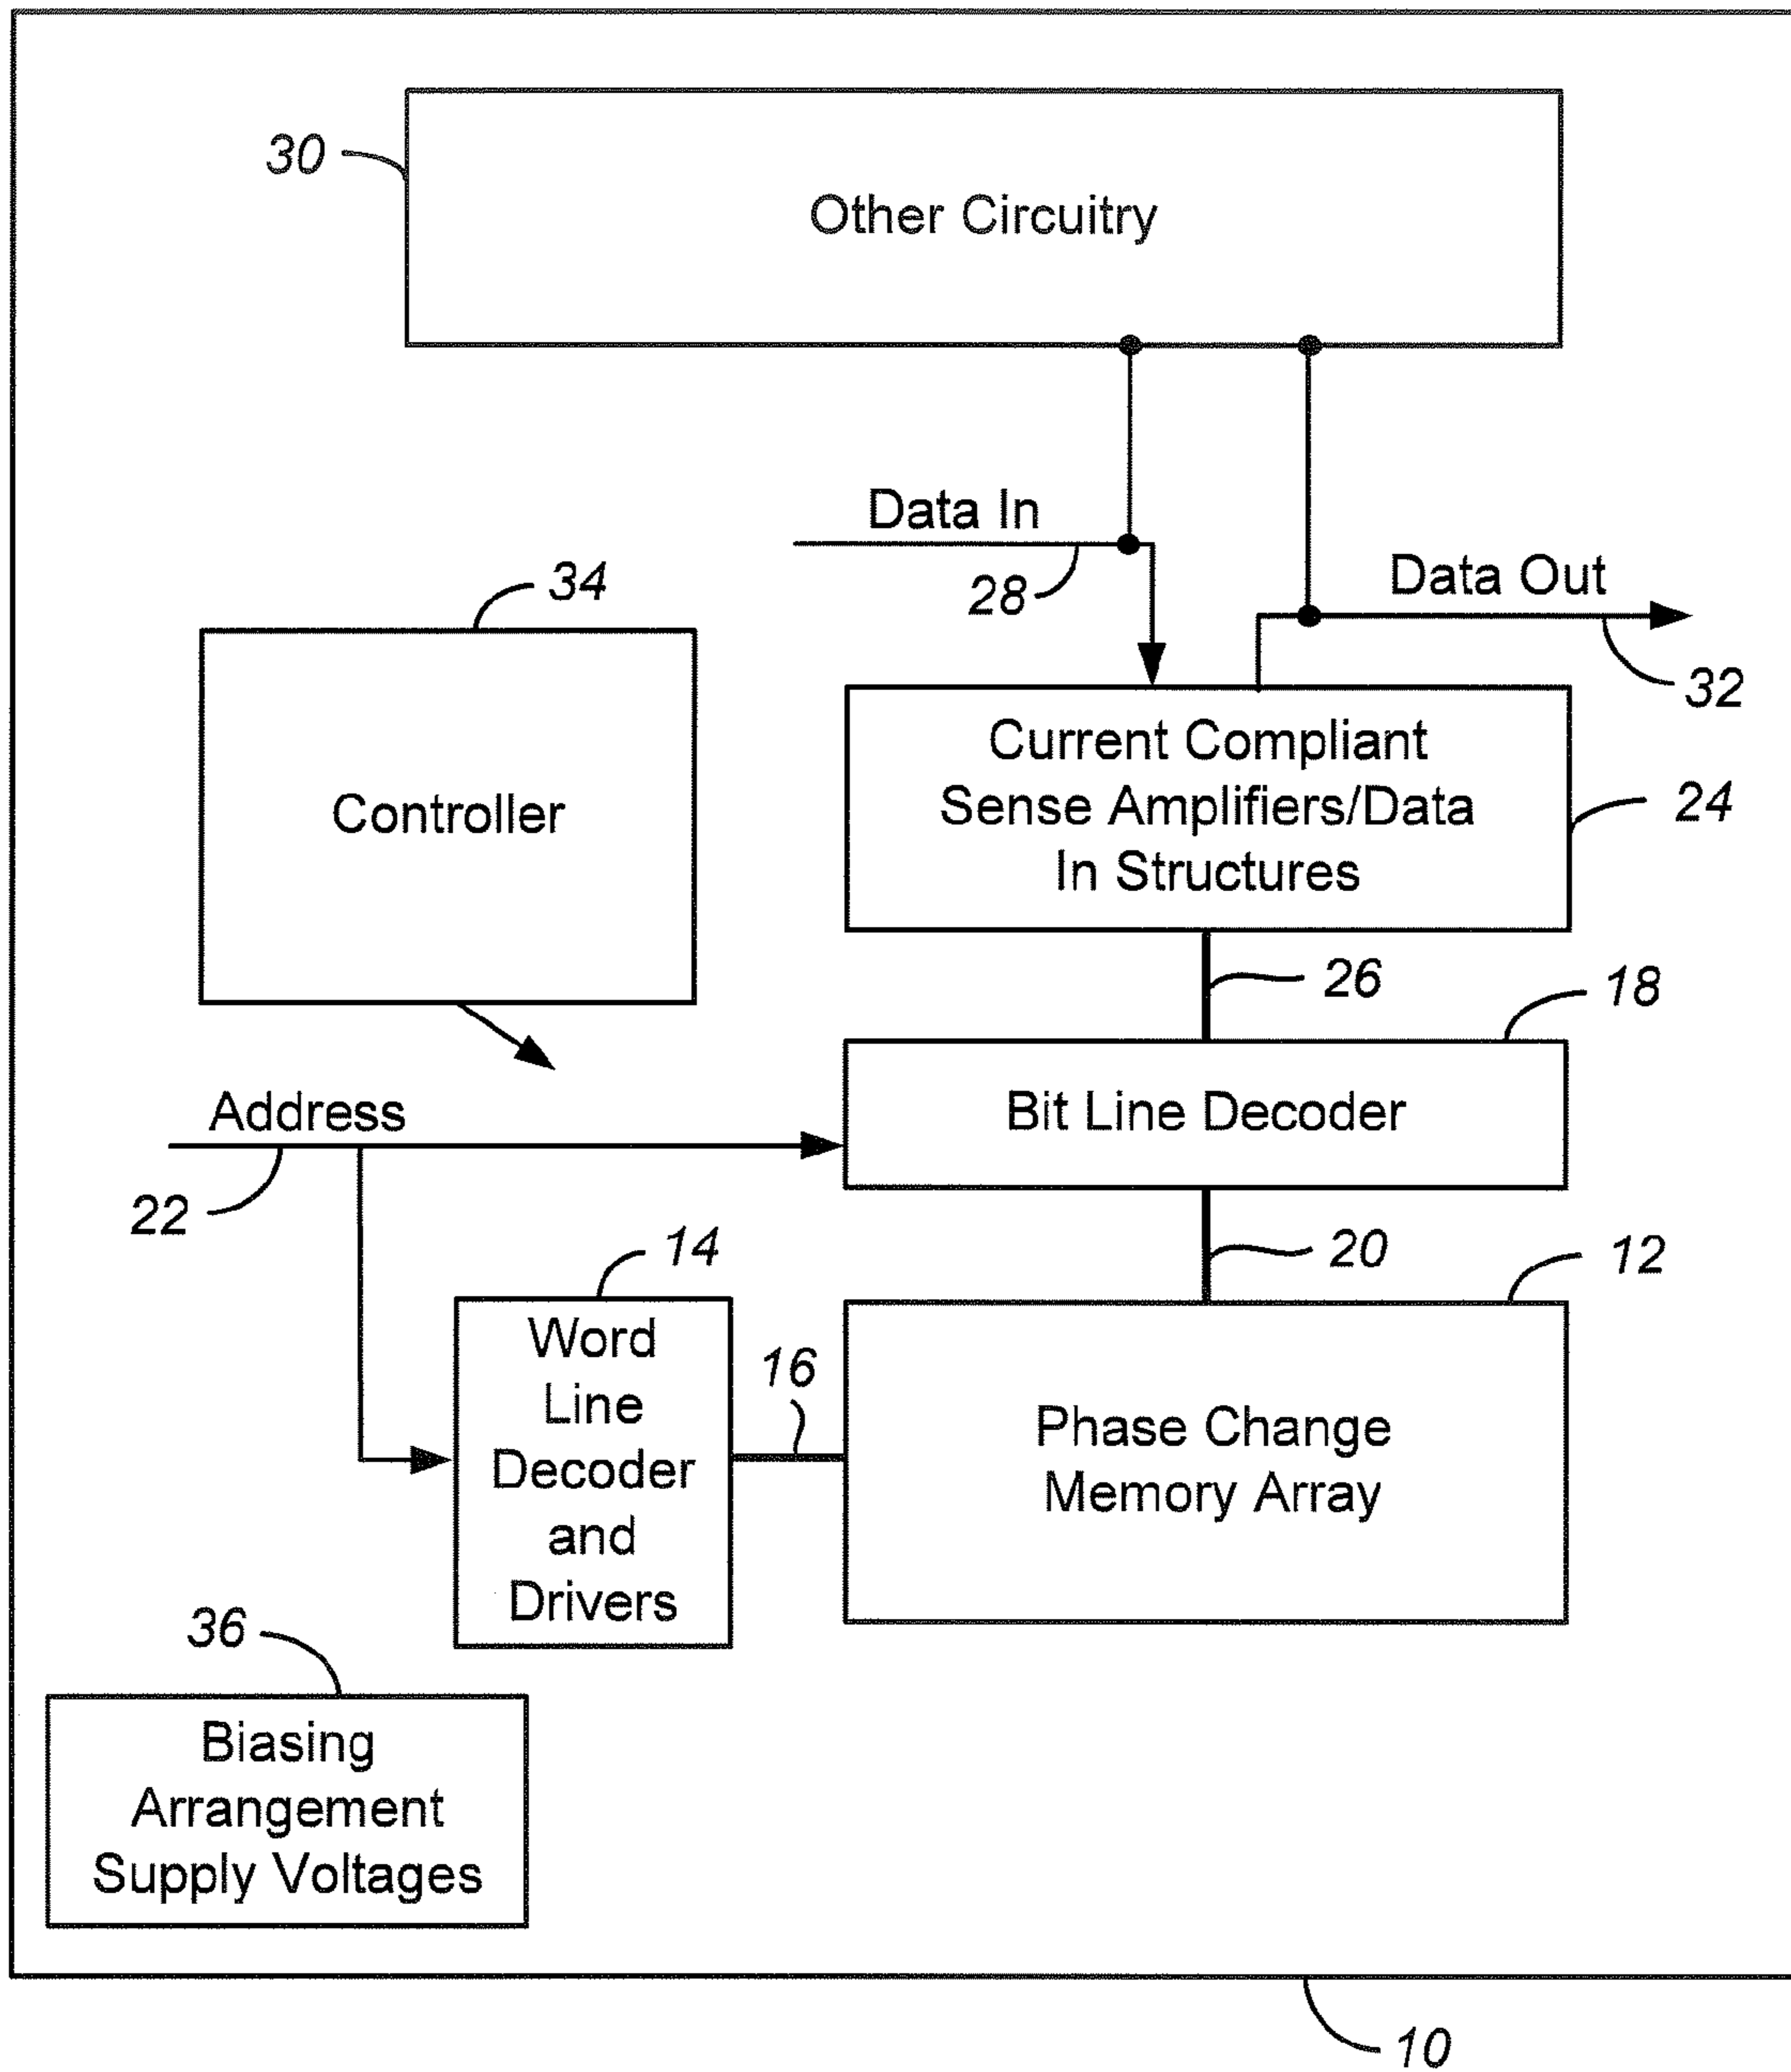 30
Other Circuitry
Data In
28
34
Data Out
32
Controller
Current Compliant
Sense Amplifiers/Data
In Structures
24
26
18
Address
Bit Line Decoder
22
14
20
12
Word
Line
Decoder
and
Drivers
16
Phase Change
Memory Array
36
Biasing
Arrangement
Supply Voltages
10